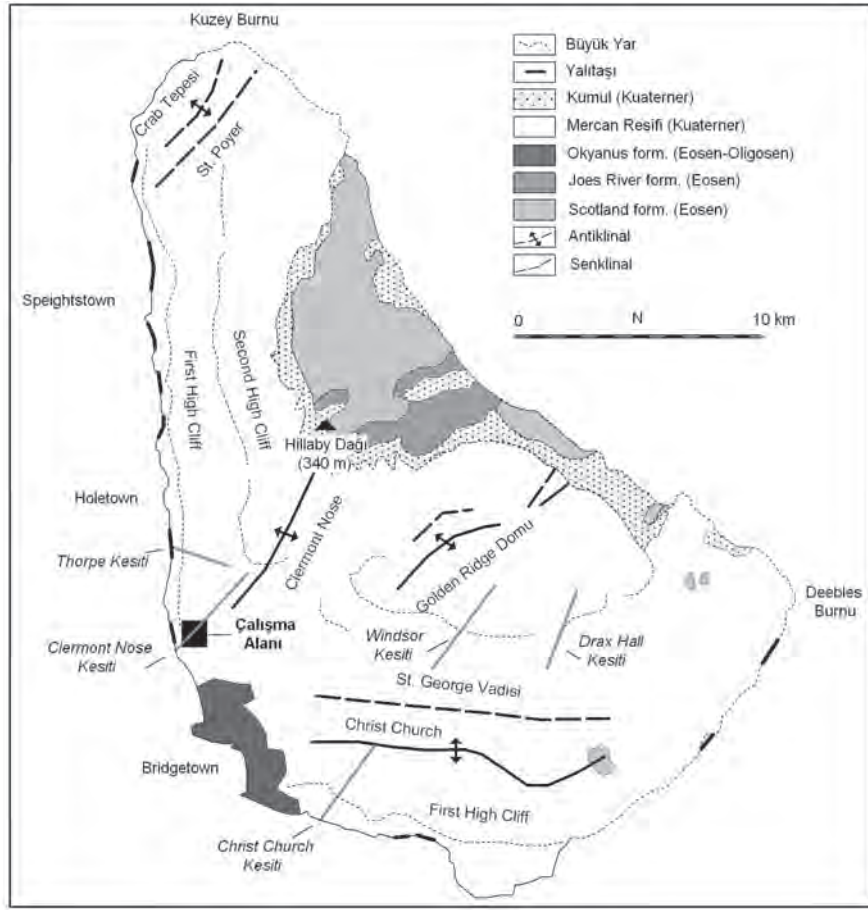 Kuzey Burnu
Crab Tepesi
St. Poyer
Büyük Yar
Yalıtaşı
Kumul (Kuaterner)
Mercan Resifi (Kuaterner)
Okyanus form. (Eosen-Oligosen)
Joes River form. (Eosen)
Scotland form. (Eosen)
Antiklinal
Senklinal
0
N
10 km
Speightstown
First High Cliff
Second High Cliff
Hillaby Dağı
(340 m)
Holetown
Clermont Nose
Thorpe Kesiti
Golden Ridge Domu
Deebles
Burnu
Çalışma
Alanı
Clermont Nose
Kesiti
Windsor
Kesiti
Drax Hall
Kesiti
St. George Vadisi
Christ Church
Bridgetown
First High Cliff
Christ Church
Kesiti